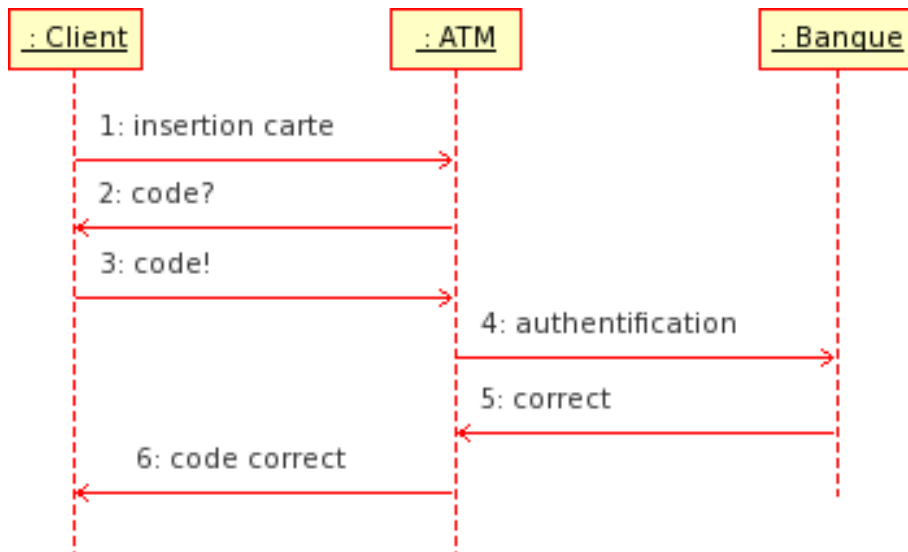 : Client
: ATM
: Banque
1: insertion carte
2: code?
3: code!
4: authentification
5: correct
6: code correct